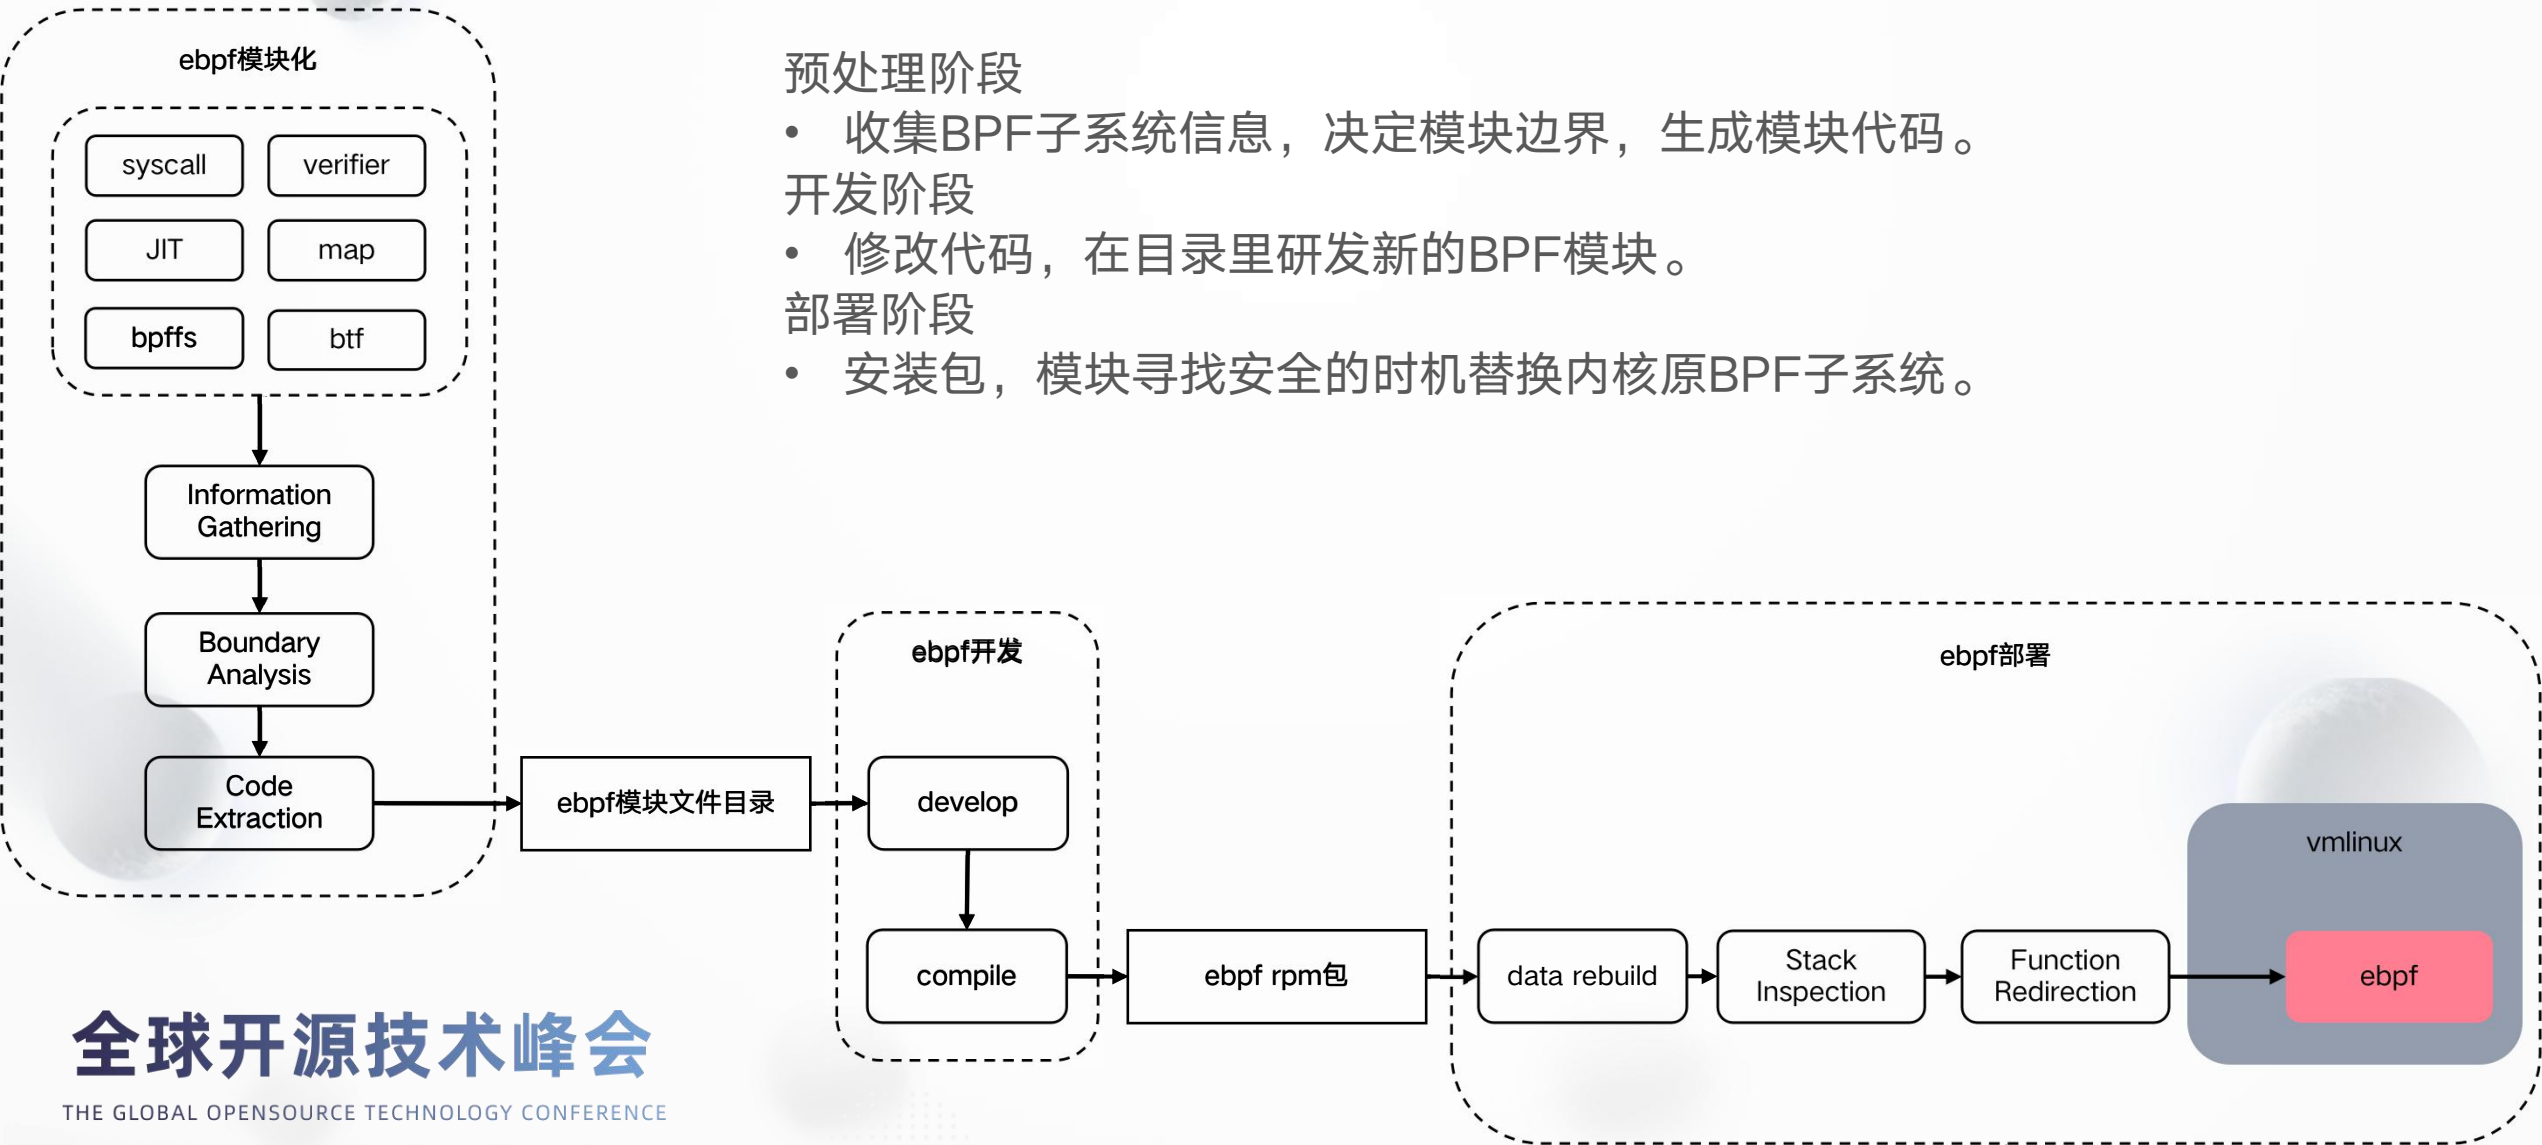 ebpf模块化
syscall
verifier
JIT
map
bpffs
btf
Information
Gathering
Boundary
Analysis
Code
Extraction
预处理阶段
• 收集BPF子系统信息，决定模块边界，生成模块代码。
开发阶段
• 修改代码，在目录里研发新的BPF模块。
部署阶段
• 安装包，模块寻找安全的时机替换内核原BPF子系统。
ebpf模块文件目录
ebpf开发
develop
compile
ebpf rpm包
ebpf部署
data rebuild
Stack
Inspection
Function
Redirection
vmlinux
ebpf
全球开源技术峰会
THE GLOBAL OPENSOURCE TECHNOLOGY CONFERENCE